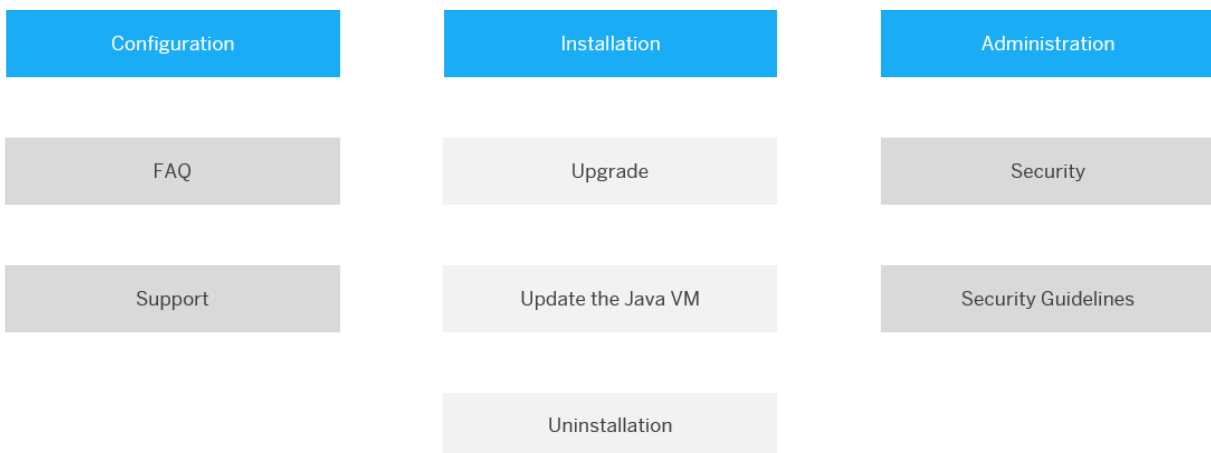 Configuration
Installation
Administration
FAQ
Upgrade
Security
Support
Update the Java VM
Security Guidelines
Uninstallation